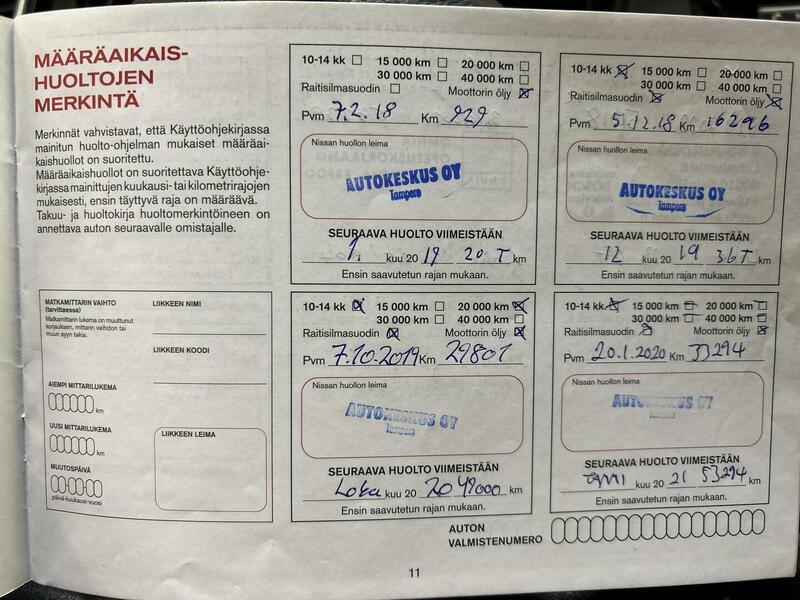 MÄÄRÄAIKAIS-
HUOLTOJEN
MERKINTÄ
Merkinnät vahvistavat, että Käyttöohjekirjassa
mainitun huolto-ohjelman mukaiset määräai-
kaishuollot on suoritettu.
Määräaikaishuollot on suoritettava Käyttöohje-
kirjassa mainittujen kuukausi- tai kilometrirajojen
mukaisesti, ensin täyttyvä raja on määräävä.
Takuu- ja huoltokirja huoltomerkintöineen on
annettava auton seuraavalle omistajalle.
10-14 kk 15 000 km 20 000 km
30 000 km 40 000 km
Raitisilmasuodin Moottorin öljy
Pvm 7.2.18 Km 929
Nissan huollon leima
AUTOKESKUS OY
Tampere
SEURAAVA HUOLTO VIIMEISTÄÄN
1. kuu 20 19 20 T km
Ensin saavutetun rajan mukaan.
10-14 kk 15 000 km 20 000 km
30 000 km 40 000 km
Raitisilmasuodin Moottorin öljy
Pvm 5.12.18 Km 16296
Nissan huollon leima
AUTOKESKUS OY
Tampere
SEURAAVA HUOLTO VIIMEISTÄÄN
12 kuu 20 19 36T km
Ensin saavutetun rajan mukaan.
MATKAMITTARIN VAIHTO
(tarvittaessa)
Matkamittarin lukema on muuttunut
korjauksen, mittarin vaihdon tai
muun syyn takia.
LIIKKEEN NIMI
LIIKKEEN KOODI
AIEMPI MITTARILUKEMA
km
UUSI MITTARILUKEMA
km
MUUTOSPÄIVÄ
päivä-kuukausi-vuosi
LIIKKEEN LEIMA
10-14 kk 15 000 km 20 000 km
30 000 km 40 000 km
Raitisilmasuodin Moottorin öljy
Pvm 7.10.2019 Km 29801
Nissan huollon leima
AUTOKESKUS OY
Tampere
SEURAAVA HUOLTO VIIMEISTÄÄN
Loka kuu 20 20 49000 km
Ensin saavutetun rajan mukaan.
10-14 kk 15 000 km 20 000 km
30 000 km 40 000 km
Raitisilmasuodin Moottorin öljy
Pvm 20.1.2020 Km 33294
Nissan huollon leima
AUTOKESKUS OY
Tampere
SEURAAVA HUOLTO VIIMEISTÄÄN
TAMMI kuu 20 21 53294 km
Ensin saavutetun rajan mukaan.
AUTON
VALMISTENUMERO
11